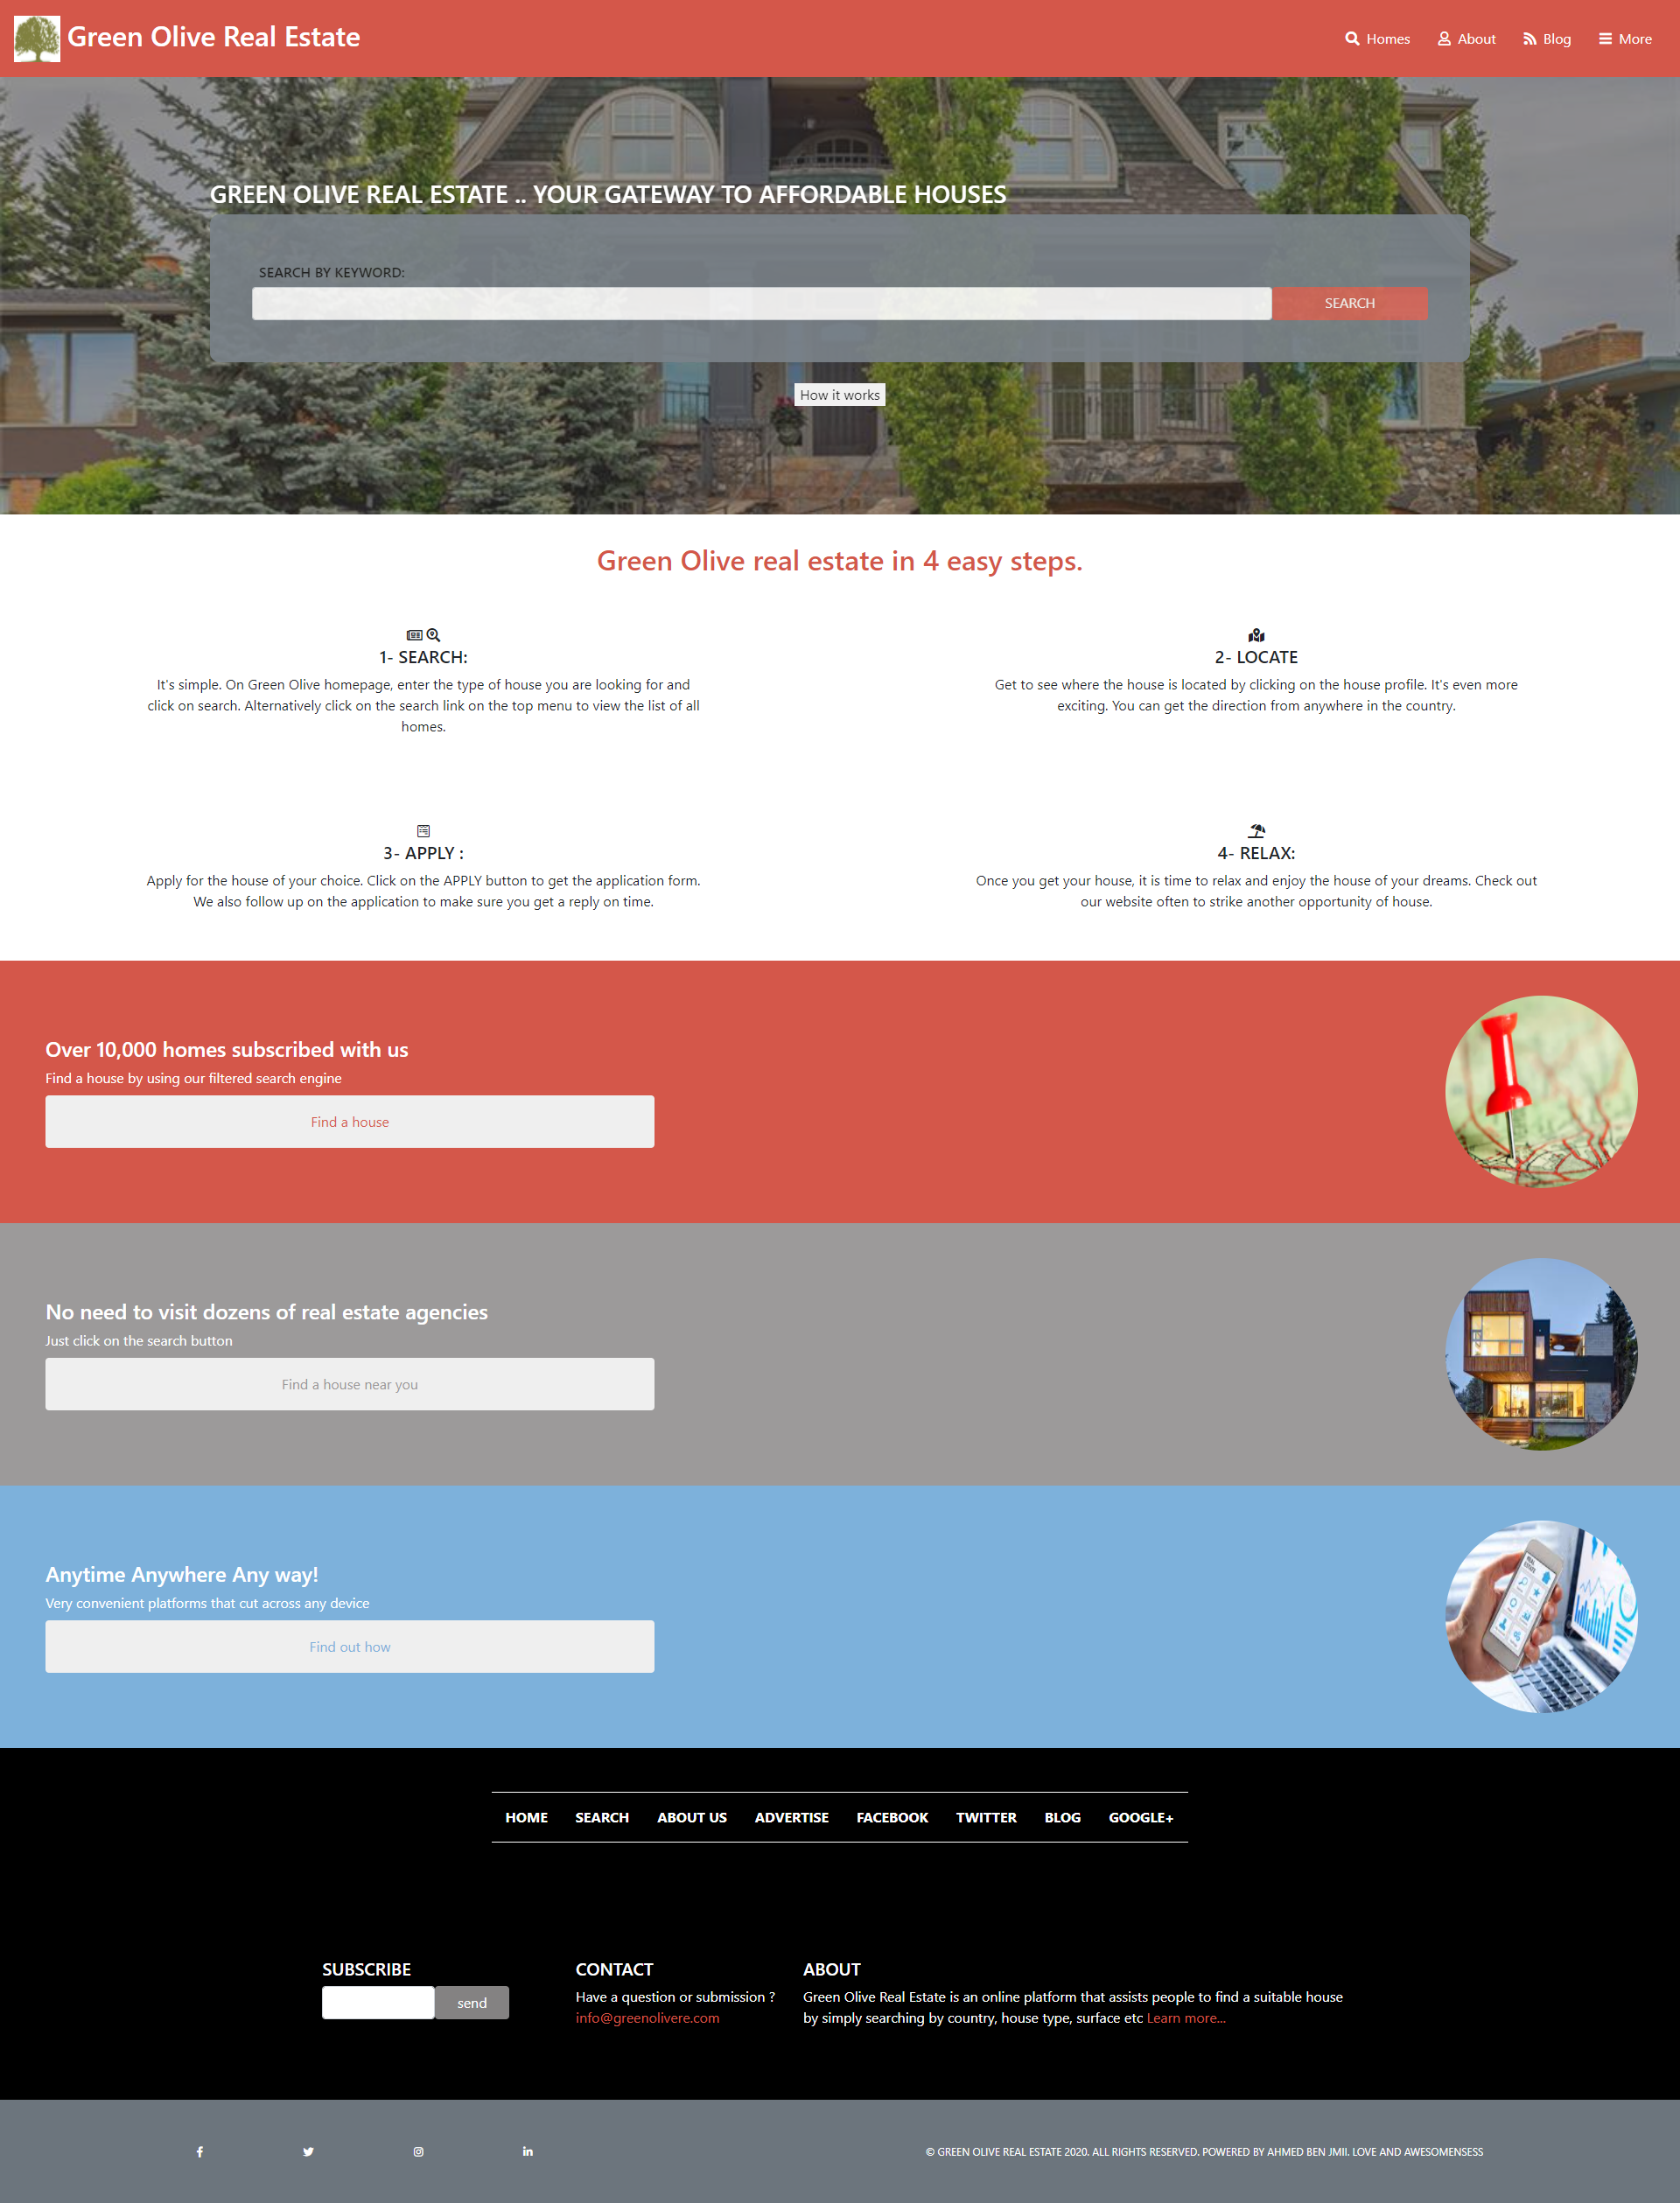 Green Olive Real Estate
Homes About Blog More
GREEN OLIVE REAL ESTATE .. YOUR GATEWAY TO AFFORDABLE HOUSES
SEARCH BY KEYWORD:
SEARCH
How it works
Green Olive real estate in 4 easy steps.
1- SEARCH:
It's simple. On Green Olive homepage, enter the type of house you are looking for and
click on search. Alternatively click on the search link on the top menu to view the list of all
homes.
2- LOCATE
Get to see where the house is located by clicking on the house profile. It's even more
exciting. You can get the direction from anywhere in the country.
3- APPLY :
Apply for the house of your choice. Click on the APPLY button to get the application form.
We also follow up on the application to make sure you get a reply on time.
4- RELAX:
Once you get your house, it is time to relax and enjoy the house of your dreams. Check out
our website often to strike another opportunity of house.
Over 10,000 homes subscribed with us
Find a house by using our filtered search engine
Find a house
No need to visit dozens of real estate agencies
Just click on the search button
Find a house near you
Anytime Anywhere Any way!
Very convenient platforms that cut across any device
Find out how
HOME SEARCH ABOUT US ADVERTISE FACEBOOK TWITTER BLOG GOOGLE+
SUBSCRIBE
send
CONTACT
Have a question or submission ?
info@greenolivere.com
ABOUT
Green Olive Real Estate is an online platform that assists people to find a suitable house
by simply searching by country, house type, surface etc Learn more...
© GREEN OLIVE REAL ESTATE 2020. ALL RIGHTS RESERVED. POWERED BY AHMED BEN JMII. LOVE AND AWESOMENSESS